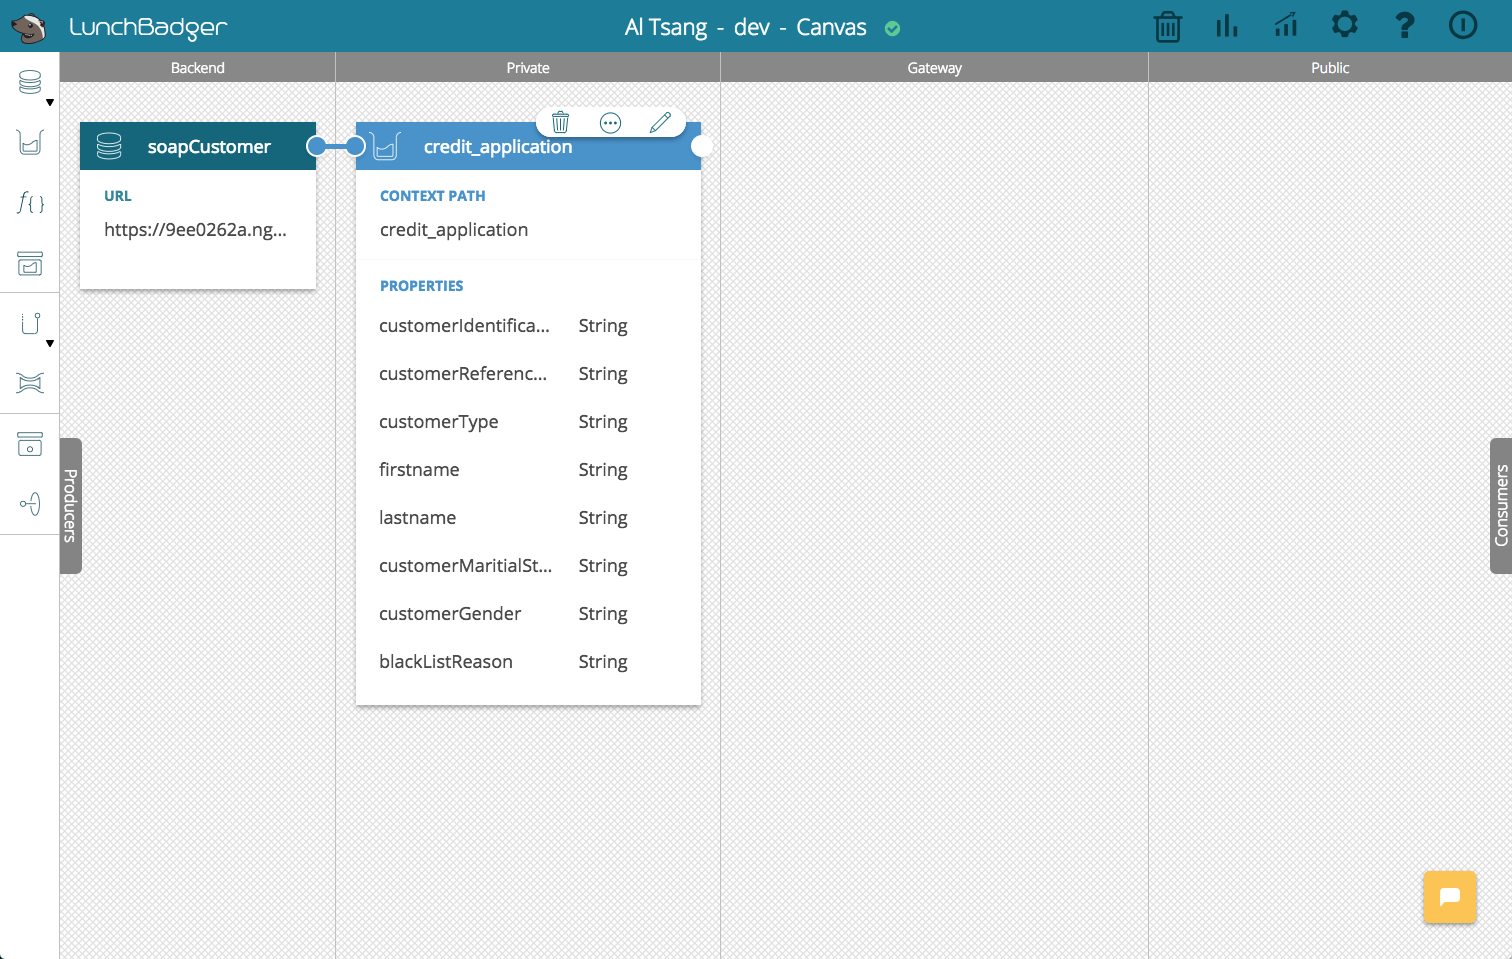 LunchBadger
Al Tsang - dev - Canvas
Backend
Private
Gateway
Public
soapCustomer
URL
https://9ee0262a.ng...
credit_application
CONTEXT PATH
credit_application
PROPERTIES
customerIdentifica... String
customerReferenc... String
customerType String
firstname String
lastname String
customerMaritialSt... String
customerGender String
blackListReason String
f{}
Producers
Consumers